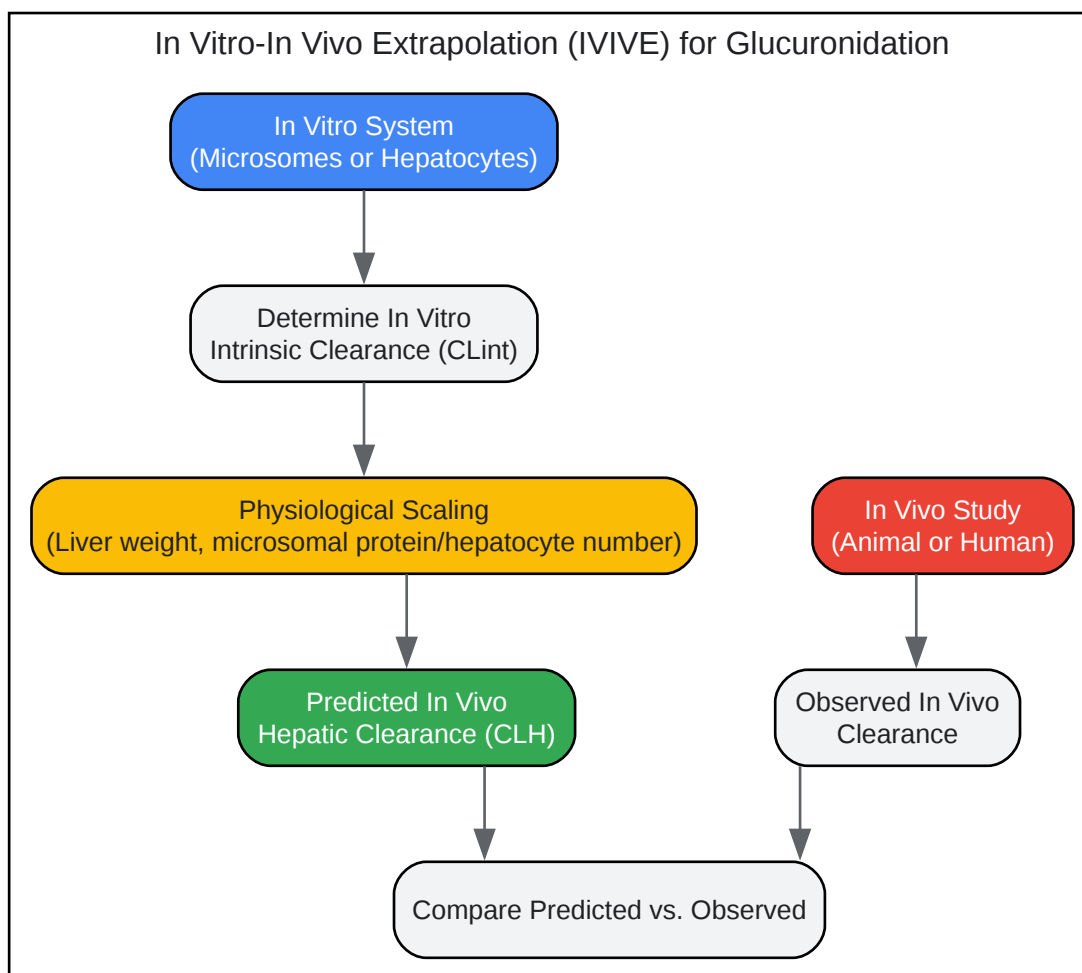 In Vitro-In Vivo Extrapolation (IVIVE) for Glucuronidation
In Vitro System
(Microsomes or Hepatocytes)
Determine In Vitro
Intrinsic Clearance (CLint)
Physiological Scaling
(Liver weight, microsomal protein/hepatocyte number)
In Vivo Study
(Animal or Human)
Predicted In Vivo
Hepatic Clearance (CLH)
Observed In Vivo
Clearance
Compare Predicted vs. Observed